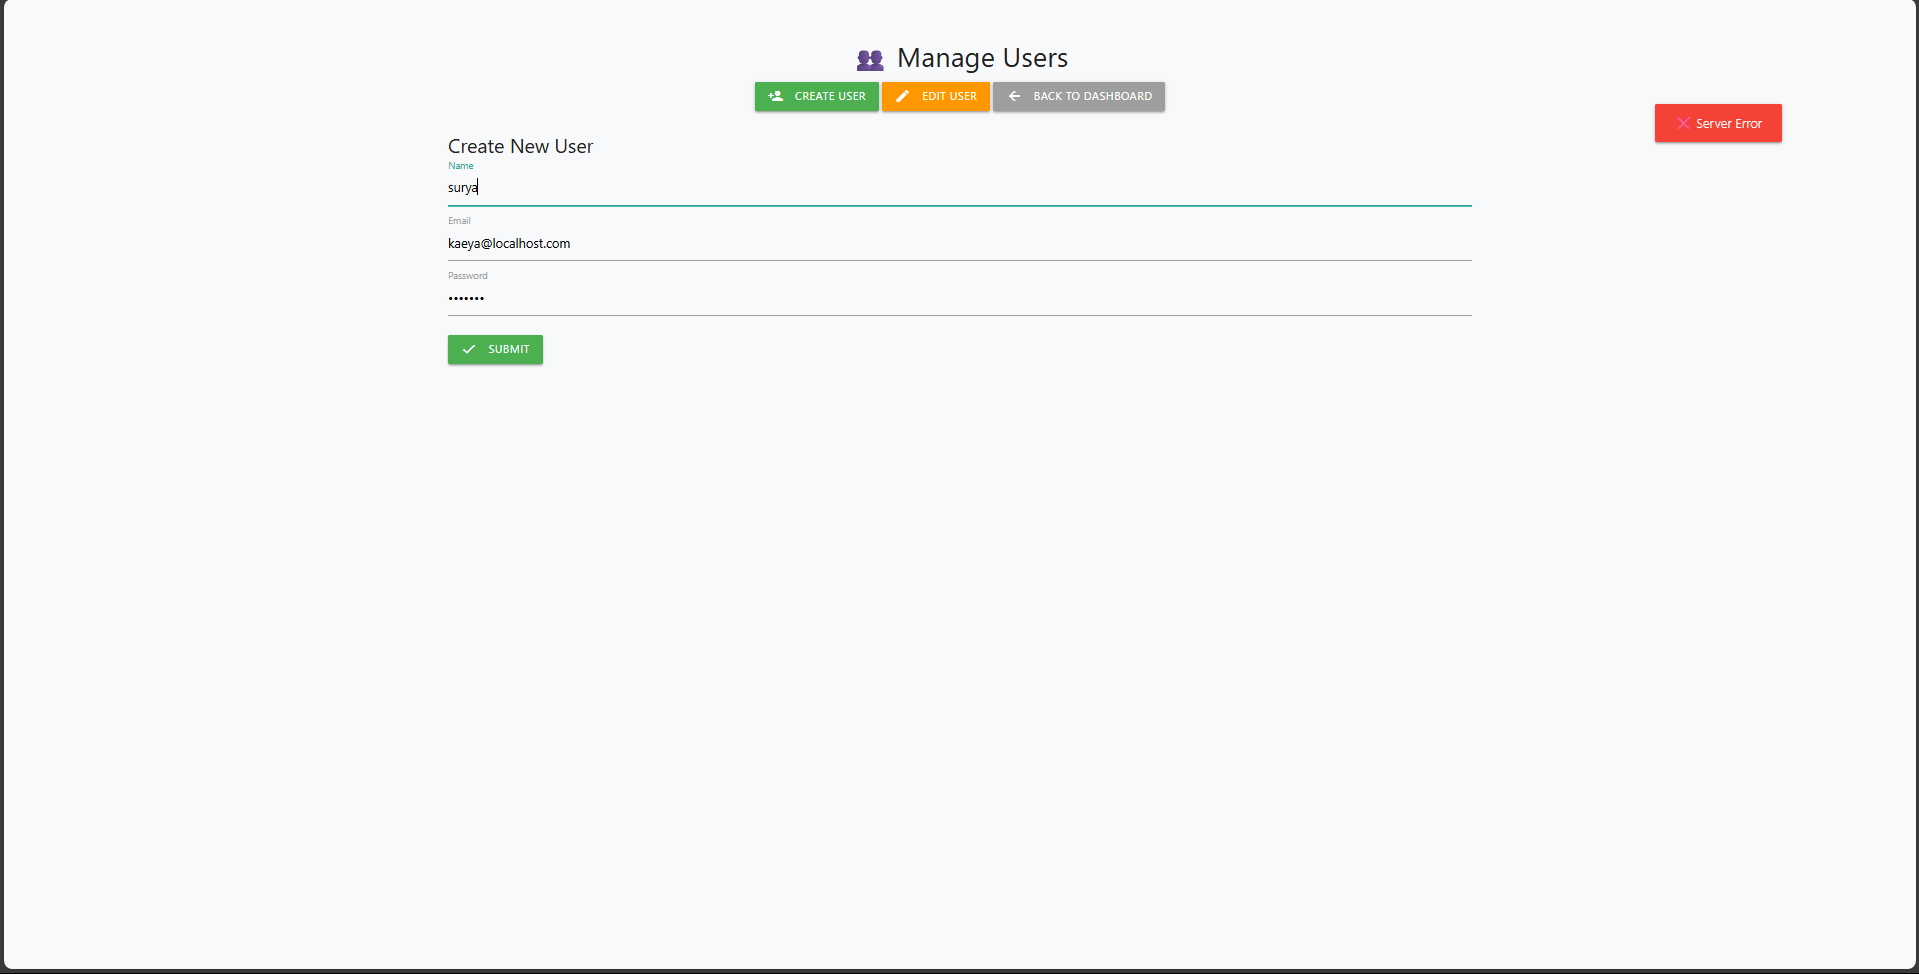 Manage Users
CREATE USER EDIT USER BACK TO DASHBOARD
Server Error
Create New User
Name
surya
Email
kaeya@localhost.com
Password
•••••••
SUBMIT